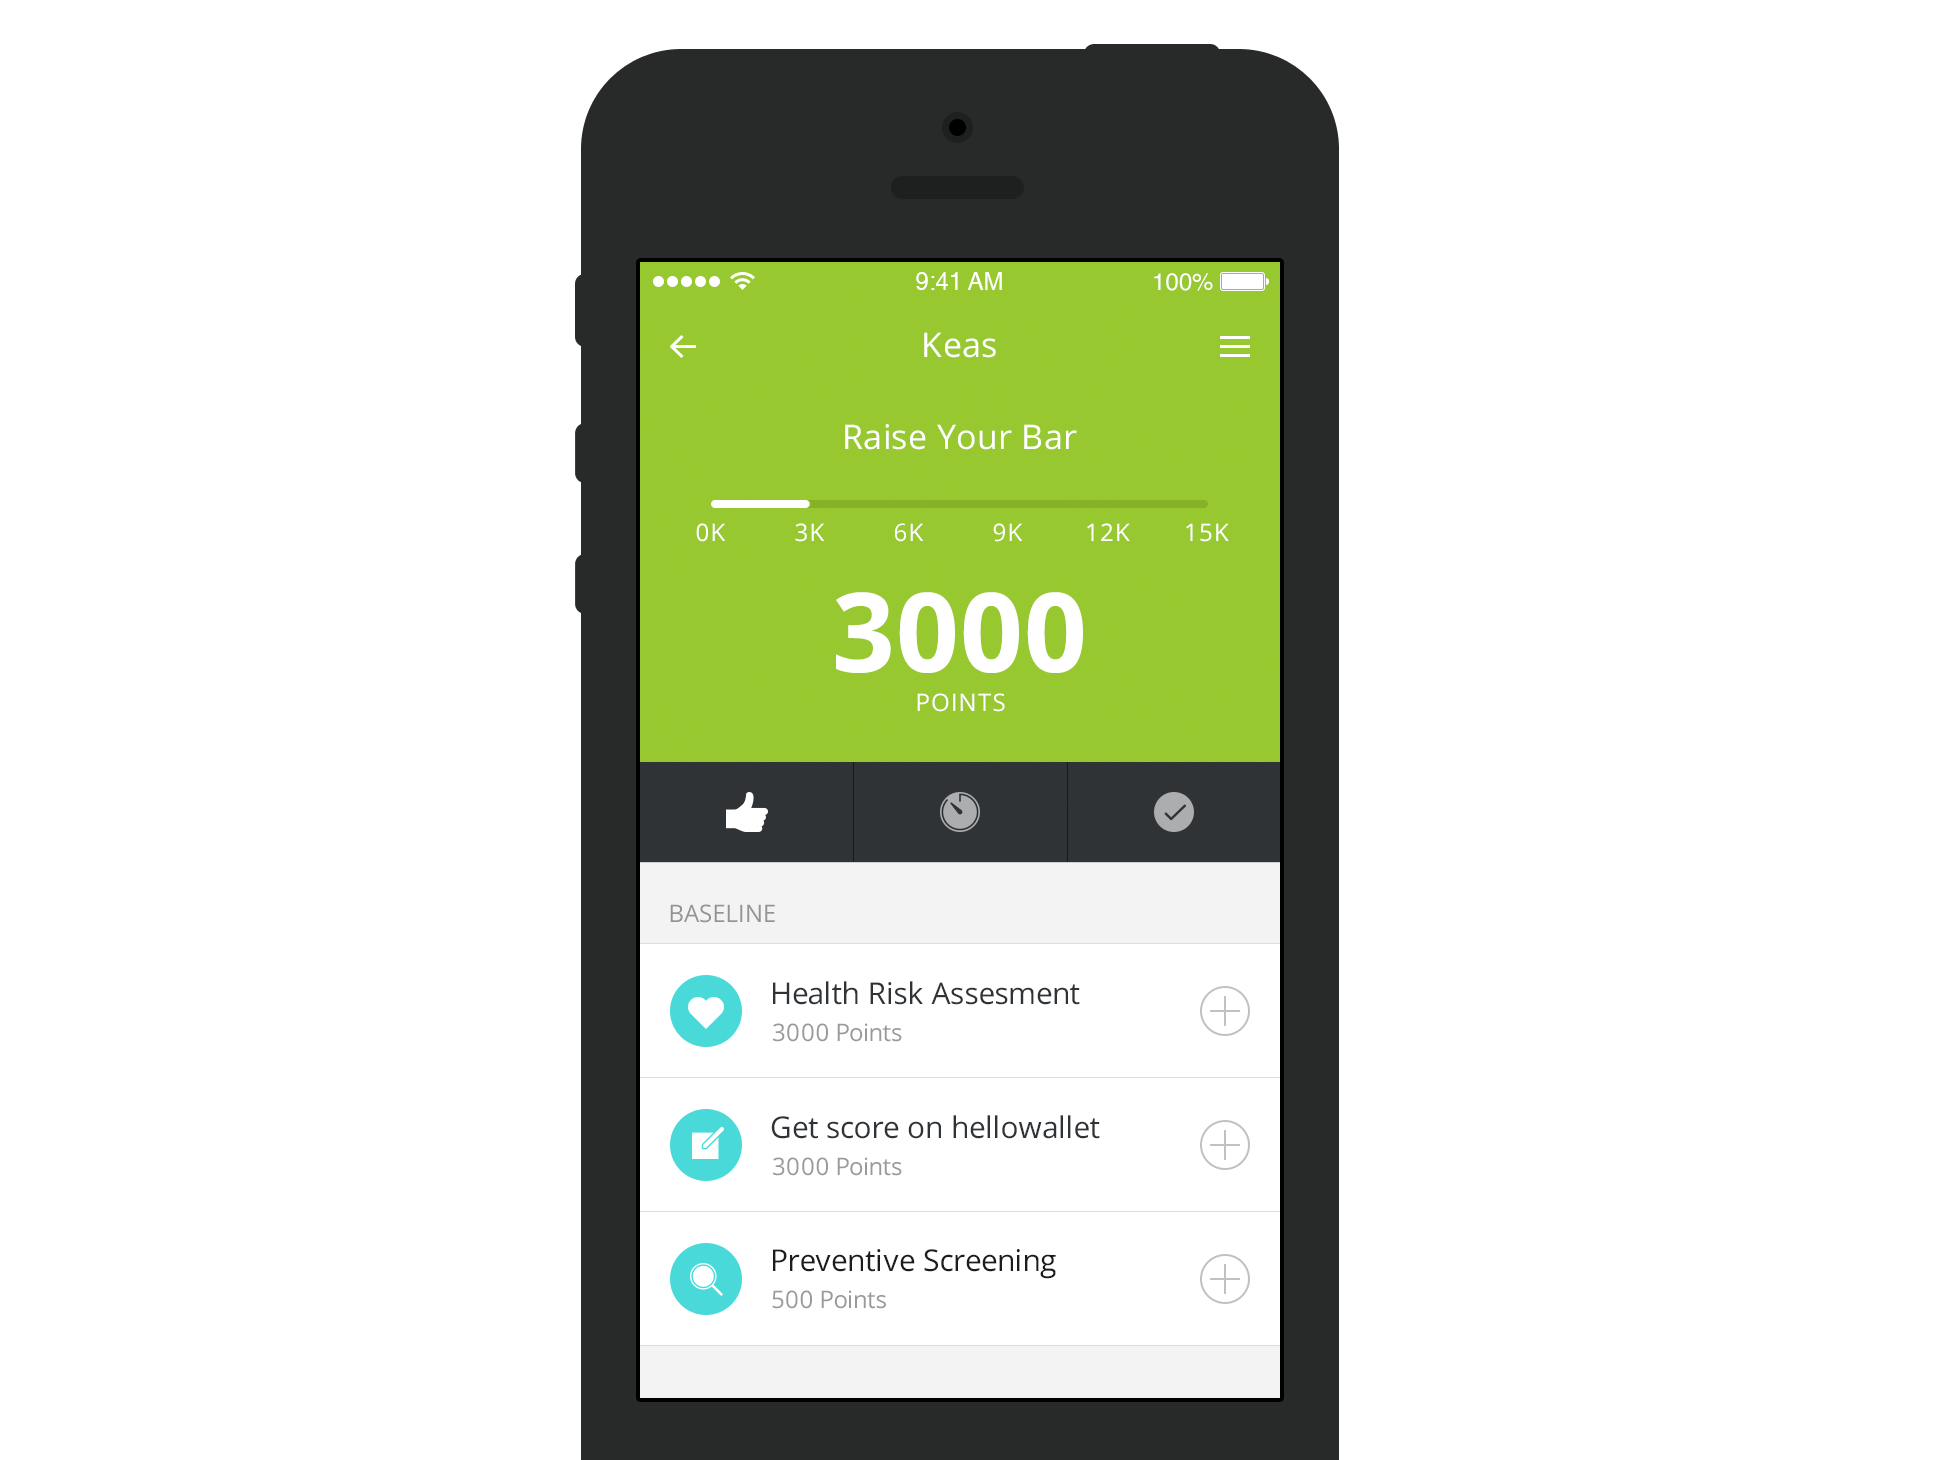 9:41 AM 100%
Keas
Raise Your Bar
0K 3K 6K 9K 12K 15K
3000
POINTS
BASELINE
Health Risk Assesment
3000 Points
Get score on hellowallet
3000 Points
Preventive Screening
500 Points